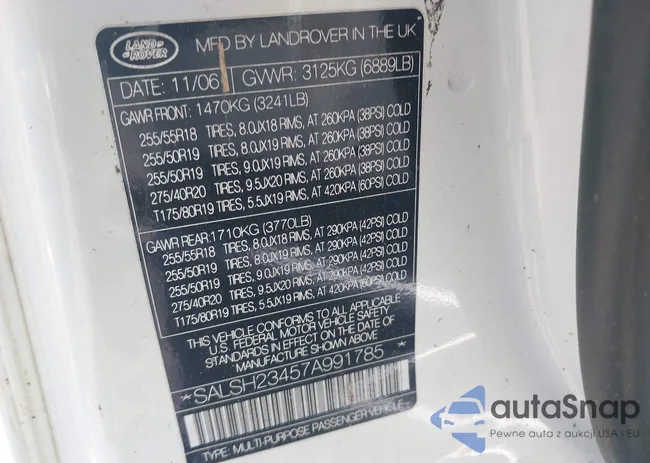 LAND ROVER
MFD BY LANDROVER IN THE UK
DATE: 11/06 GVWR: 3125KG (6889LB)
GAWR FRONT: 1470KG (3241LB)
255/55R18 TIRES, 8.0JX18 RIMS, AT 260KPA (38PSI) COLD
255/50R19 TIRES, 8.0JX19 RIMS, AT 260KPA (38PSI) COLD
255/50R19 TIRES, 9.0JX19 RIMS, AT 260KPA (38PSI) COLD
275/40R20 TIRES, 9.5JX20 RIMS, AT 260KPA (38PSI) COLD
T175/80R19 TIRES, 5.5JX19 RIMS, AT 420KPA (60PSI) COLD
GAWR REAR:1710KG (3770LB)
255/55R18 TIRES, 8.0JX18 RIMS, AT 290KPA (42PSI) COLD
255/50R19 TIRES, 8.0JX19 RIMS, AT 290KPA (42PSI) COLD
255/50R19 TIRES, 9.0JX19 RIMS, AT 290KPA (42PSI) COLD
275/40R20 TIRES, 9.5JX20 RIMS, AT 290KPA (42PSI) COLD
T175/80R19 TIRES, 5.5JX19 RIMS, AT 420KPA (60PSI) COLD
THIS VEHICLE CONFORMS TO ALL APPLICABLE
U.S. FEDERAL MOTOR VEHICLE SAFETY
STANDARDS IN EFFECT ON THE DATE OF
MANUFACTURE SHOWN ABOVE
*SALSH23457A991785 *
TYPE: MULTI-PURPOSE PASSENGER VEHICLE
autoSnap
Pewne auta z aukcji USA i EU